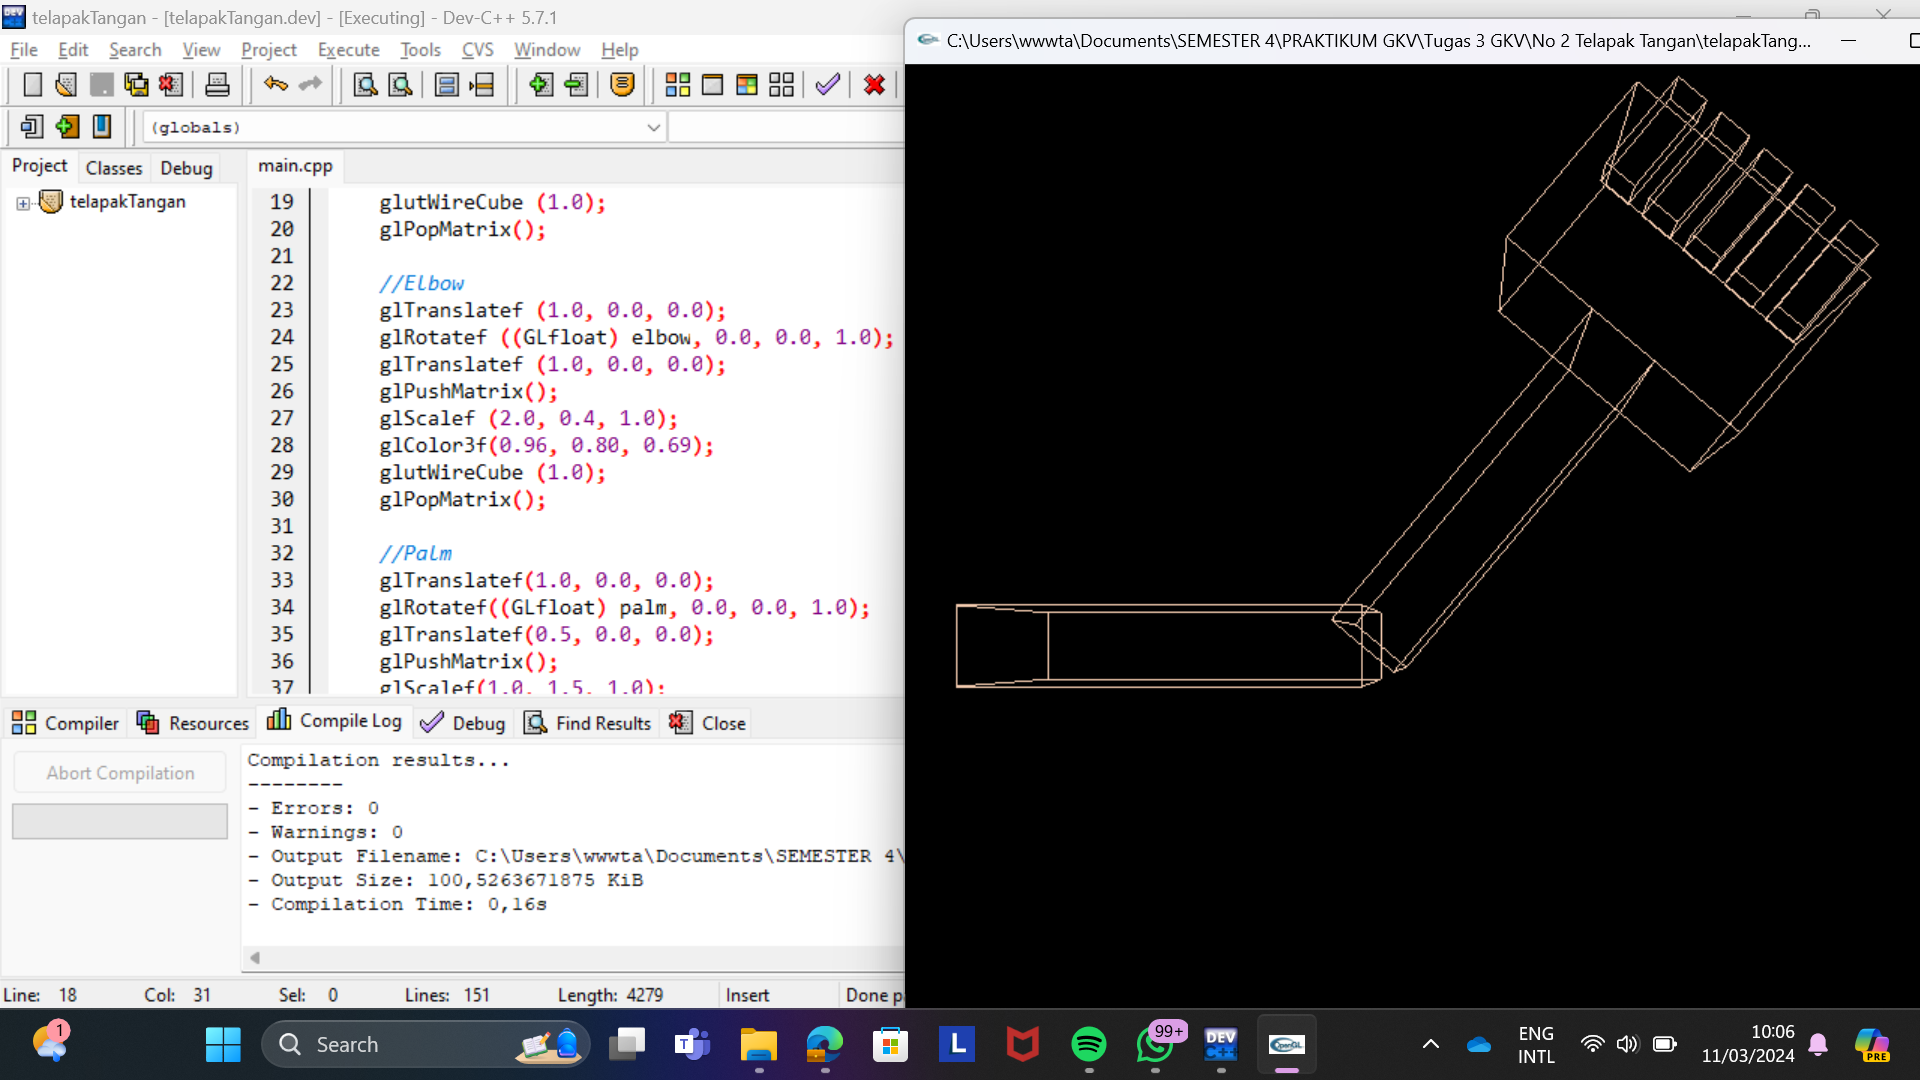 telapakTangan - [telapakTangan.dev] - [Executing] - Dev-C++ 5.7.1
File Edit Search View Project Execute Tools CVS Window Help
(globals)
Project Classes Debug
telapakTangan
main.cpp
19 glutWireCube (1.0);
20 glPopMatrix();
21
22 //Elbow
23 glTranslatef (1.0, 0.0, 0.0);
24 glRotatef ((GLfloat) elbow, 0.0, 0.0, 1.0);
25 glTranslatef (1.0, 0.0, 0.0);
26 glPushMatrix();
27 glScalef (2.0, 0.4, 1.0);
28 glColor3f(0.96, 0.80, 0.69);
29 glutWireCube (1.0);
30 glPopMatrix();
31
32 //Palm
33 glTranslatef(1.0, 0.0, 0.0);
34 glRotatef((GLfloat) palm, 0.0, 0.0, 1.0);
35 glTranslatef(0.5, 0.0, 0.0);
36 glPushMatrix();
37 glScalef(1.0, 1.5, 1.0);
Compiler Resources Compile Log Debug Find Results Close
Abort Compilation
Compilation results...
--------
- Errors: 0
- Warnings: 0
- Output Filename: C:\Users\wwwta\Documents\SEMESTER 4\
- Output Size: 100,5263671875 KiB
- Compilation Time: 0,16s
Line: 18 Col: 31 Sel: 0 Lines: 151 Length: 4279 Insert Done p
C:\Users\wwwta\Documents\SEMESTER 4\PRAKTIKUM GKV\Tugas 3 GKV\No 2 Telapak Tangan\telapakTang...
1
Search
T
L
99+
DEV
C++
OpenGL
ENG
INTL
10:06
11/03/2024
PRE